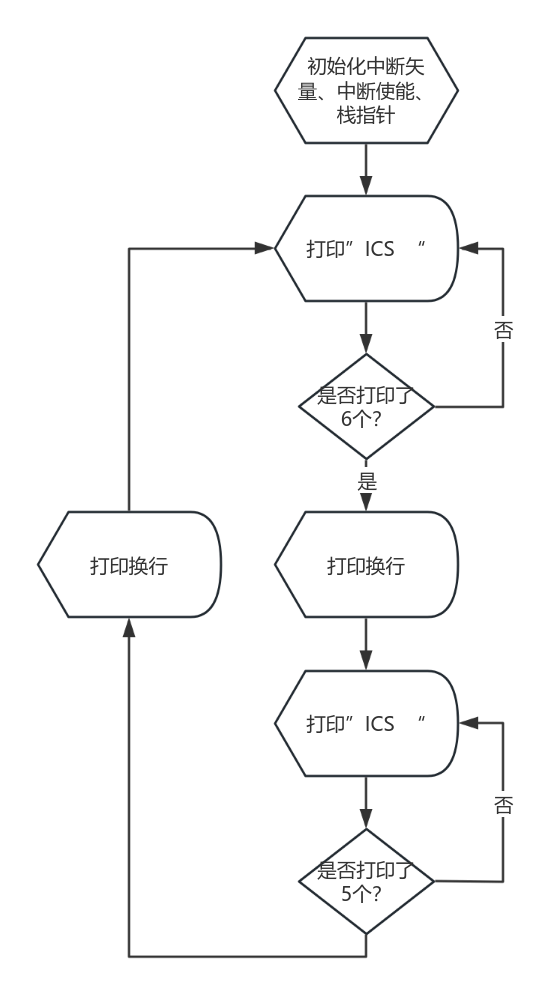 初始化中断矢
量、中断使能、
栈指针
打印”ICS “
否
是否打印了
6个？
是
打印换行
打印换行
打印”ICS “
否
是否打印了
5个？